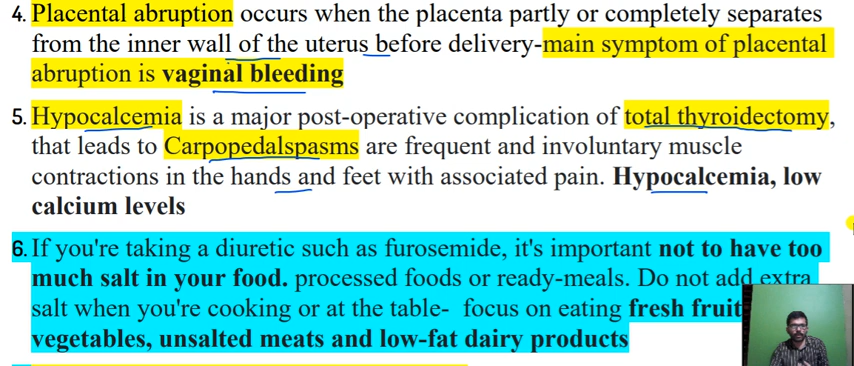 4. Placental abruption occurs when the placenta partly or completely separates
from the inner wall of the uterus before delivery-main symptom of placental
abruption is vaginal bleeding
5. Hypocalcemia is a major post-operative complication of total thyroidectomy,
that leads to Carpopedalspasms are frequent and involuntary muscle
contractions in the hands and feet with associated pain. Hypocalcemia, low
calcium levels
6. If you're taking a diuretic such as furosemide, it's important not to have too
much salt in your food. processed foods or ready-meals. Do not add extra
salt when you're cooking or at the table- focus on eating fresh fruit
vegetables, unsalted meats and low-fat dairy products